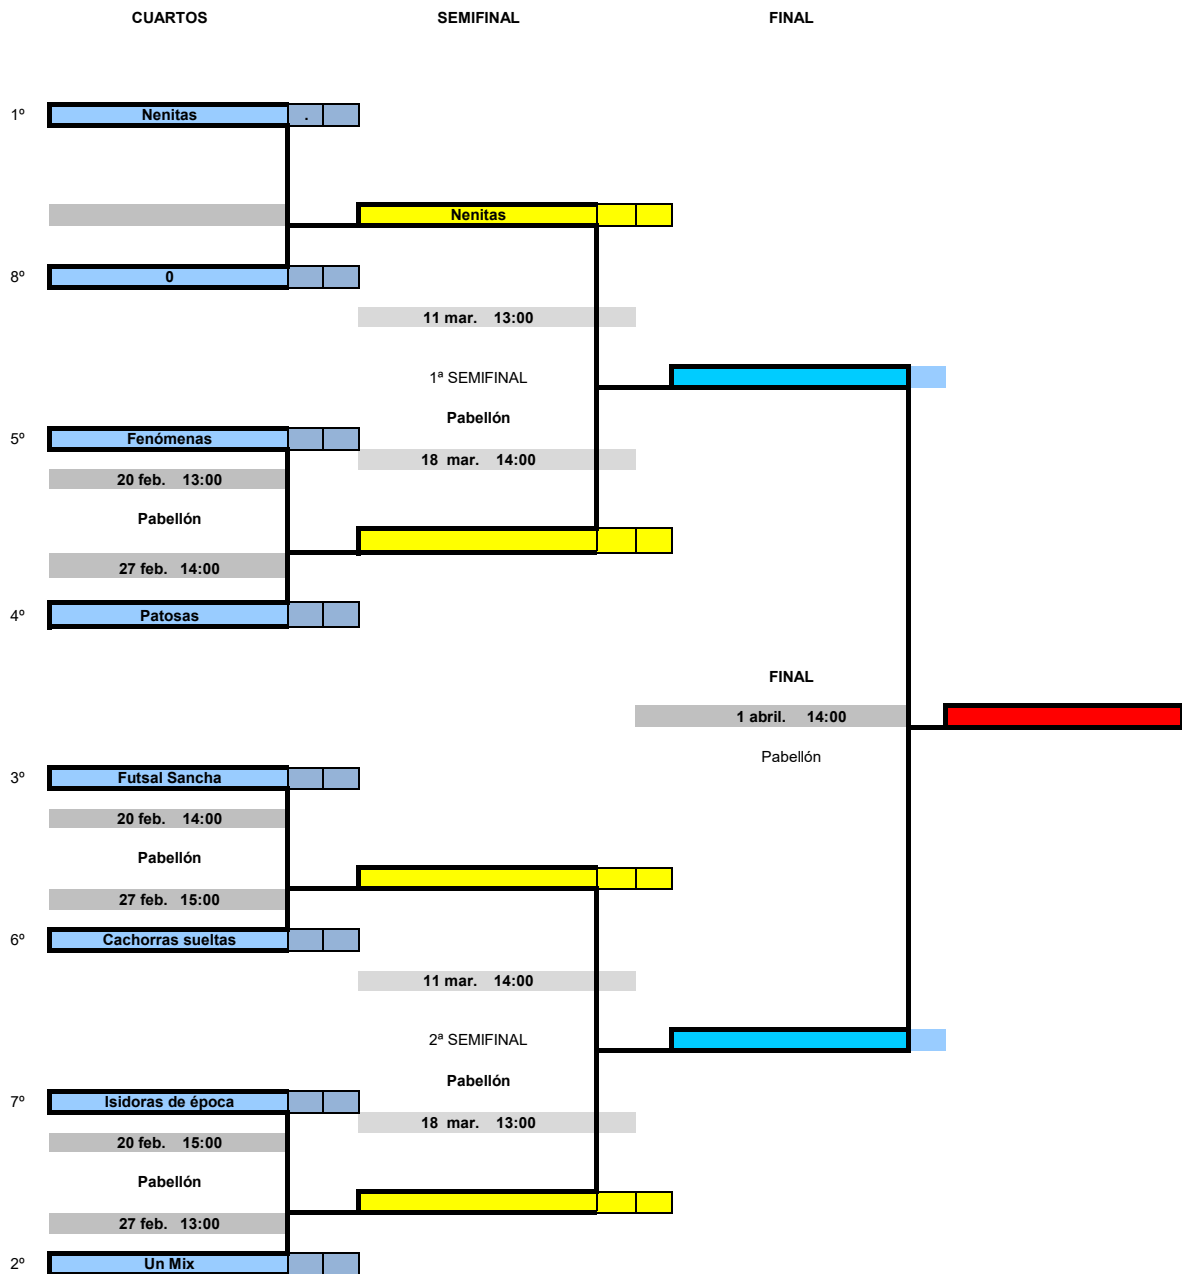 CUARTOS SEMIFINAL FINAL
1º Nenitas .
Nenitas
8º 0
11 mar. 13:00
1ª SEMIFINAL
Pabellón
5º Fenómenas
18 mar. 14:00
20 feb. 13:00
Pabellón
27 feb. 14:00
4º Patosas
FINAL
1 abril. 14:00
Pabellón
3º Futsal Sancha
20 feb. 14:00
Pabellón
27 feb. 15:00
6º Cachorras sueltas
11 mar. 14:00
2ª SEMIFINAL
Pabellón
7º Isidoras de época
18 mar. 13:00
20 feb. 15:00
Pabellón
27 feb. 13:00
2º Un Mix